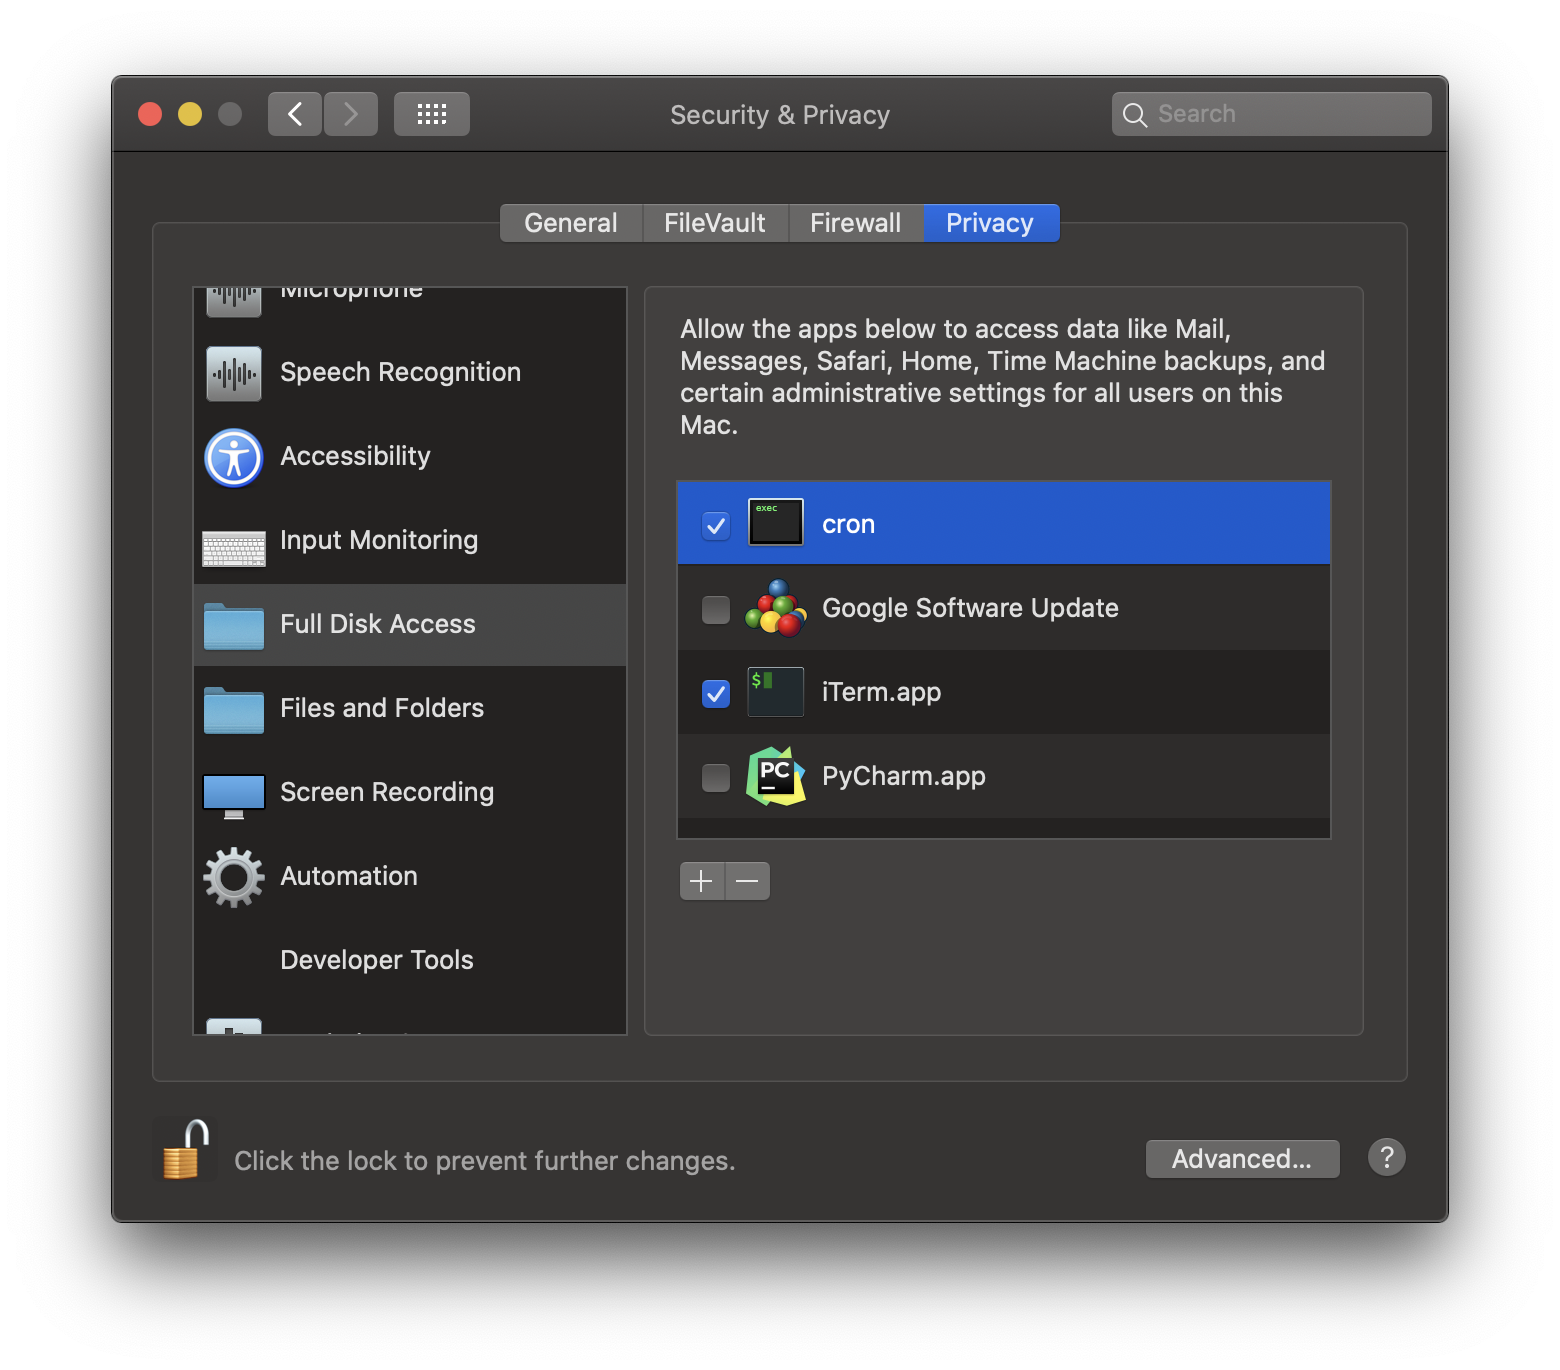 Security & Privacy
Search
General
FileVault
Firewall
Privacy
Microphone
Speech Recognition
Accessibility
Input Monitoring
Full Disk Access
Files and Folders
Screen Recording
Automation
Developer Tools
Allow the apps below to access data like Mail,
Messages, Safari, Home, Time Machine backups, and
certain administrative settings for all users on this
Mac.
exec
cron
Google Software Update
$
iTerm.app
PC
PyCharm.app
Click the lock to prevent further changes.
Advanced...
?